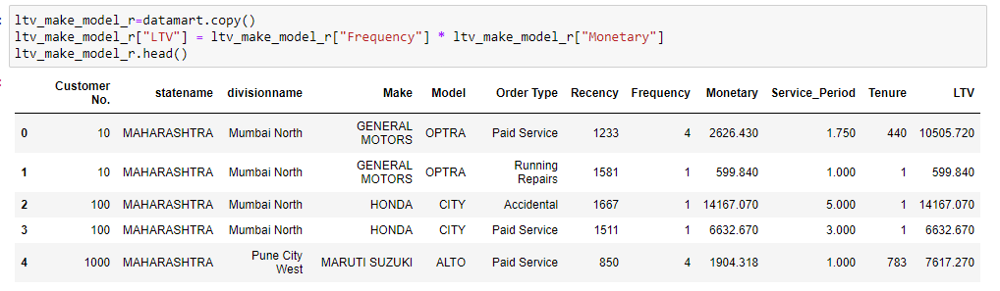 ltv_make_model_r=datamart.copy()
ltv_make_model_r["LTV"] = ltv_make_model_r["Frequency"] * ltv_make_model_r["Monetary"]
ltv_make_model_r.head()
Customer No. statename divisionname Make Model Order Type Recency Frequency Monetary Service_Period Tenure LTV
0 10 MAHARASHTRA Mumbai North GENERAL MOTORS OPTRA Paid Service 1233 4 2626.430 1.750 440 10505.720
1 10 MAHARASHTRA Mumbai North GENERAL MOTORS OPTRA Running Repairs 1581 1 599.840 1.000 1 599.840
2 100 MAHARASHTRA Mumbai North HONDA CITY Accidental 1667 1 14167.070 5.000 1 14167.070
3 100 MAHARASHTRA Mumbai North HONDA CITY Paid Service 1511 1 6632.670 3.000 1 6632.670
4 1000 MAHARASHTRA Pune City West MARUTI SUZUKI ALTO Paid Service 850 4 1904.318 1.000 783 7617.270